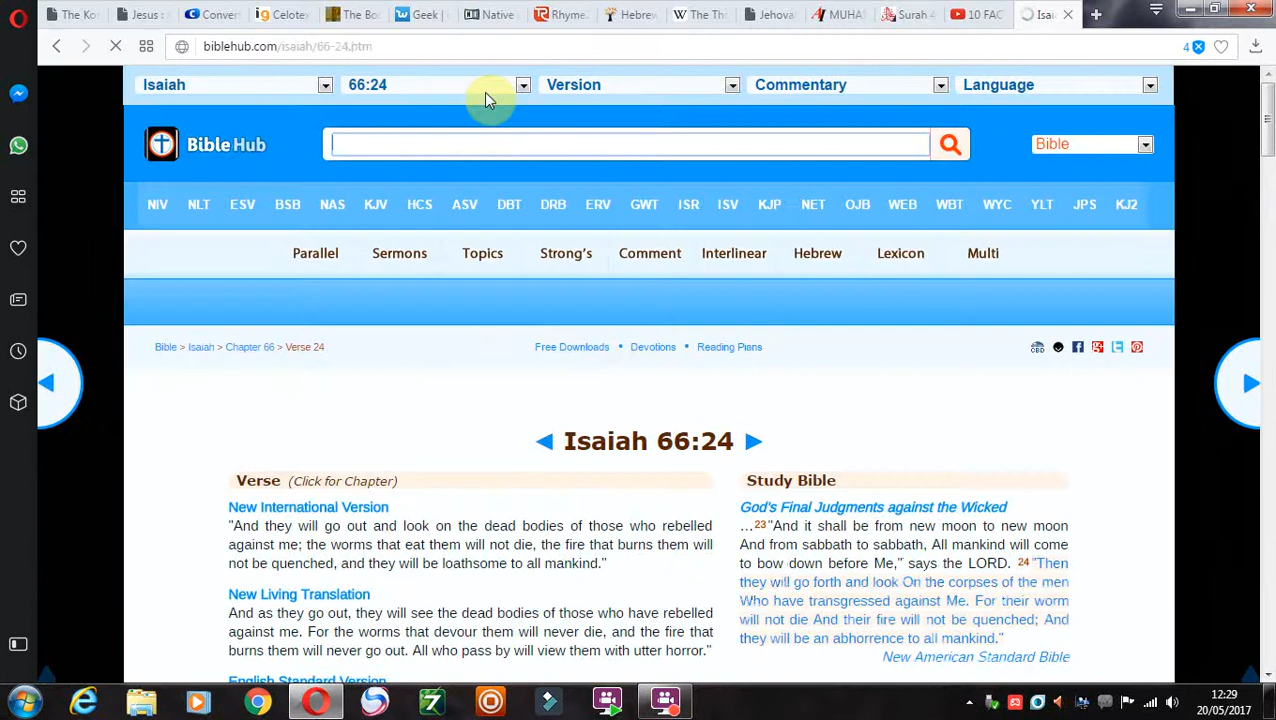 The Ko
Jesus :
Conver
Celotex
The Bo
Geek |
Native
Rhyme
Hebrew
The Th
Jehova
MUHA
Surah 4
10 FAC
Isai
biblehub.com/isaiah/66-24.htm
4
Isaiah
66:24
Version
Commentary
Language
Bible Hub
Bible
NIV NLT ESV BSB NAS KJV HCS ASV DBT DRB ERV GWT ISR ISV KJP NET OJB WEB WBT WYC YLT JPS KJ2
Parallel Sermons Topics Strong's Comment Interlinear Hebrew Lexicon Multi
Bible > Isaiah > Chapter 66 > Verse 24
Free Downloads • Devotions • Reading Plans
CBD
Isaiah 66:24
Verse (Click for Chapter)
New International Version
"And they will go out and look on the dead bodies of those who rebelled
against me; the worms that eat them will not die, the fire that burns them will
not be quenched, and they will be loathsome to all mankind."
New Living Translation
And as they go out, they will see the dead bodies of those who have rebelled
against me. For the worms that devour them will never die, and the fire that
burns them will never go out. All who pass by will view them with utter horror."
English Standard Version
Study Bible
God's Final Judgments against the Wicked
…23"And it shall be from new moon to new moon
And from sabbath to sabbath, All mankind will come
to bow down before Me," says the LORD. 24"Then
they will go forth and look On the corpses of the men
Who have transgressed against Me. For their worm
will not die And their fire will not be quenched; And
they will be an abhorrence to all mankind."
New American Standard Bible
12:29
20/05/2017